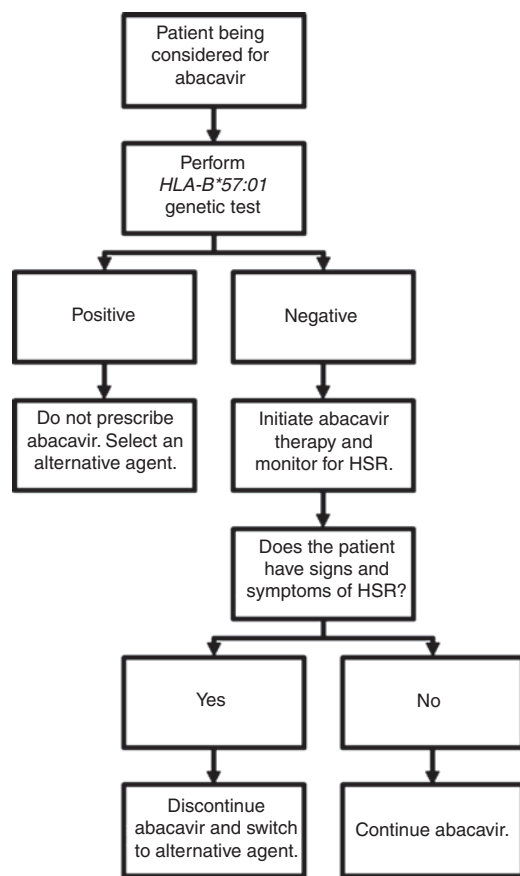 Patient being
considered for
abacavir
Perform
HLA-B*57:01
genetic test
Positive
Negative
Do not prescribe
abacavir. Select an
alternative agent.
Initiate abacavir
therapy and
monitor for HSR.
Does the patient
have signs and
symptoms of HSR?
Yes
No
Discontinue
abacavir and switch
to alternative agent.
Continue abacavir.